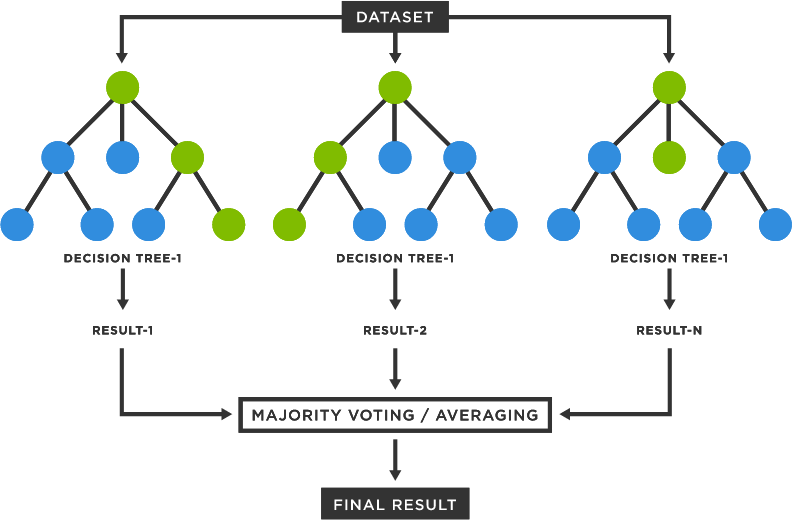 DATASET
DECISION TREE-1
DECISION TREE-1
DECISION TREE-1
RESULT-1
RESULT-2
RESULT-N
MAJORITY VOTING / AVERAGING
FINAL RESULT